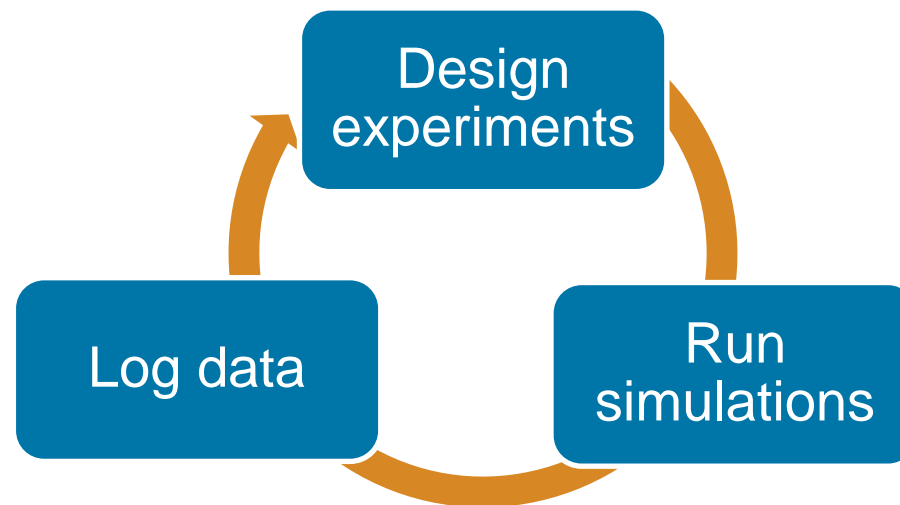 Design
experiments
Log data
Run
simulations